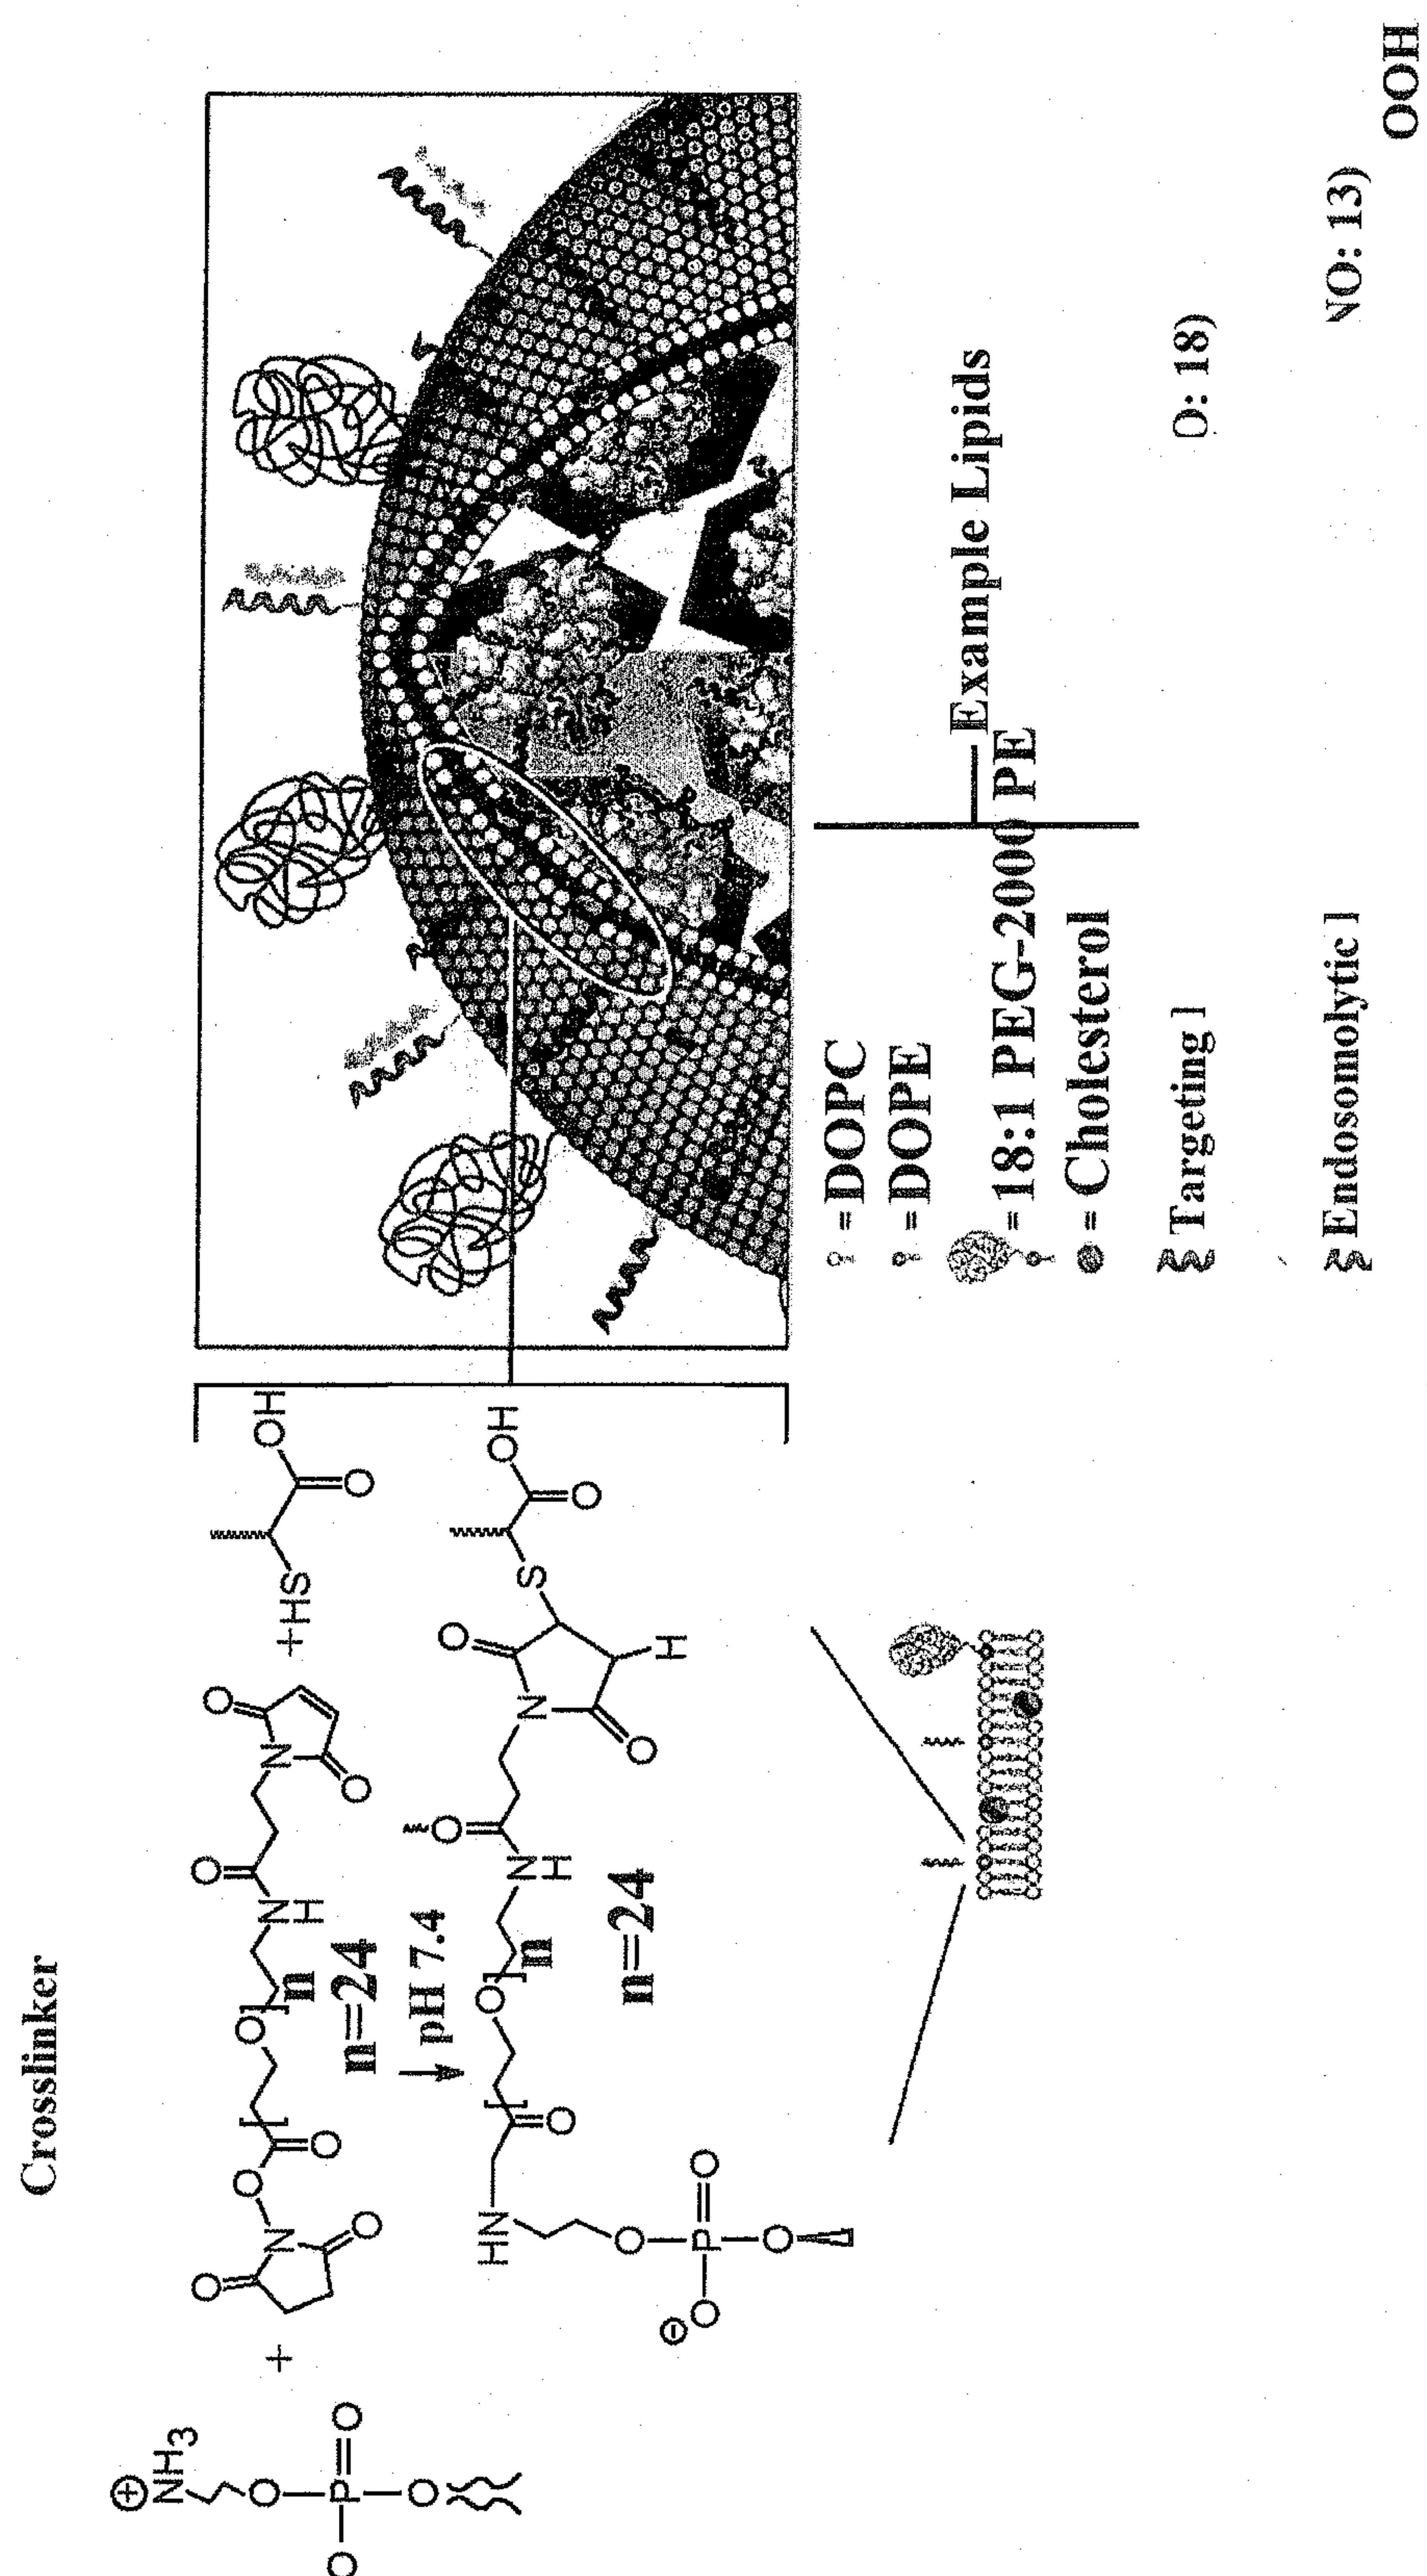 Crosslinker
NH3
O
O
P
O
O
+
O
O
N
O
O
O
n
N
H
O
O
N
O
+
HS
OH
O
n=24
pH 7.4
HN
O
O
n
N
H
O
O
N
O
H
S
OH
O
n=24
O
P
O
O
O
=DOPC
=DOPE
=18:1 PEG-2000 PE
= Cholesterol
Example Lipids
Targeting
D: 18)
Endosomolytic
NO: 13)
OOH